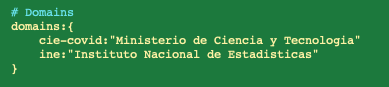 # Domains
domains:{
cie-covid:"Ministerio de Ciencia y Tecnologia"
ine:"Instituto Nacional de Estadisticas"
}